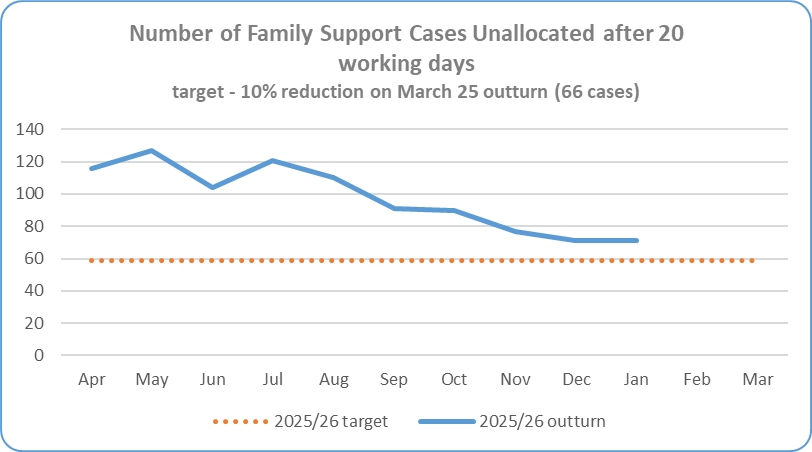 Number of Family Support Cases Unallocated after 20
working days
target - 10% reduction on March 25 outturn (66 cases)
140
120
100
80
60
40
20
0
Apr May Jun Jul Aug Sep Oct Nov Dec Jan Feb Mar
2025/26 target 2025/26 outturn